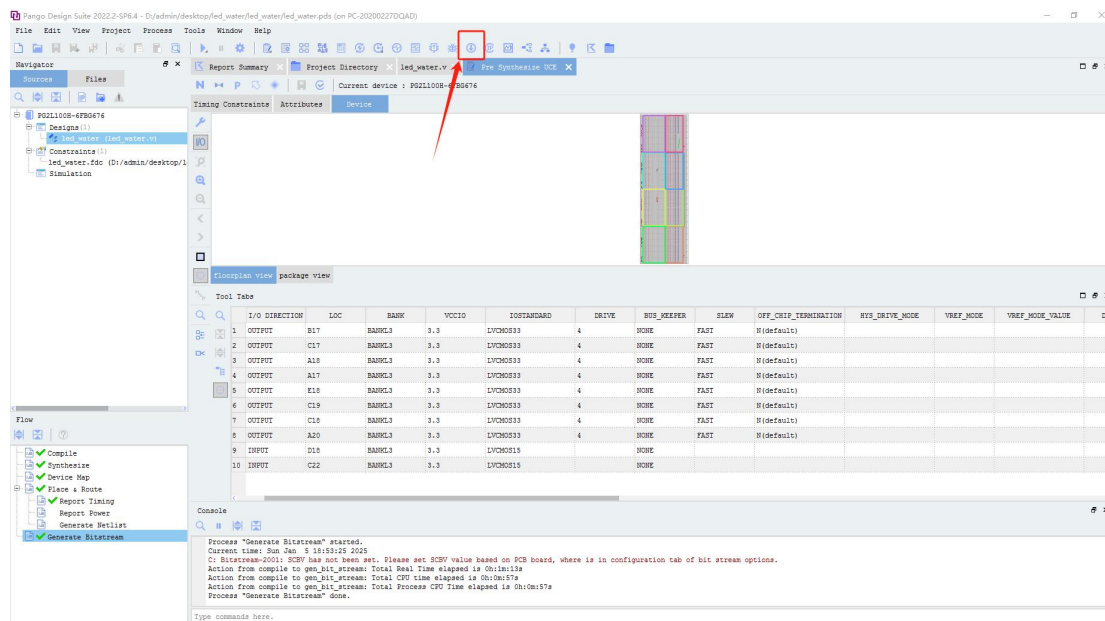 Pango Design Suite 2022.2-SP6.4 - D:/admin/desktop/led_water/led_water/led_water.pds (on PC-20200227DQAD)
File Edit View Project Process Tools Window Help
Navigator
Sources Files
PG2L100H-6FBG676
Designs(1)
led_water (led_water.v)
Constraints(1)
led_water.fdc (D:/admin/desktop/l
Simulation
Flow
Compile
Synthesize
Device Map
Place & Route
Report Timing
Report Power
Generate Netlist
Generate Bitstream
Report Summary Project Directory led_water.v Pre Synthesize UCE
Current device : PG2L100H-6FBG676
Timing Constraints Attributes Device
I/O
floorplan view package view
Tool Tabs
I/O DIRECTION LOC BANK VCCIO IOSTANDARD DRIVE BUS_KEEPER SLEW OFF_CHIP_TERMINATION HYS_DRIVE_MODE VREF_MODE VREF_MODE_VALUE
1 OUTPUT B17 BANKL3 3.3 LVCMOS33 4 NONE FAST N(default)
2 OUTPUT C17 BANKL3 3.3 LVCMOS33 4 NONE FAST N(default)
3 OUTPUT A18 BANKL3 3.3 LVCMOS33 4 NONE FAST N(default)
4 OUTPUT A17 BANKL3 3.3 LVCMOS33 4 NONE FAST N(default)
5 OUTPUT E18 BANKL3 3.3 LVCMOS33 4 NONE FAST N(default)
6 OUTPUT C19 BANKL3 3.3 LVCMOS33 4 NONE FAST N(default)
7 OUTPUT C18 BANKL3 3.3 LVCMOS33 4 NONE FAST N(default)
8 OUTPUT A20 BANKL3 3.3 LVCMOS33 4 NONE FAST N(default)
9 INPUT D18 BANKL3 3.3 LVCMOS15 NONE
10 INPUT C22 BANKL3 3.3 LVCMOS15 NONE
Console
Process "Generate Bitstream" started.
Current time: Sun Jan 5 18:53:25 2025
C: Bitstream-2001: SCBV has not been set. Please set SCBV value based on PCB board, where is in configuration tab of bit stream options.
Action from compile to gen_bit_stream: Total Real Time elapsed is 0h:1m:13s
Action from compile to gen_bit_stream: Total CPU time elapsed is 0h:0m:57s
Action from compile to gen_bit_stream: Total Process CPU Time elapsed is 0h:0m:57s
Process "Generate Bitstream" done.
Type commands here.